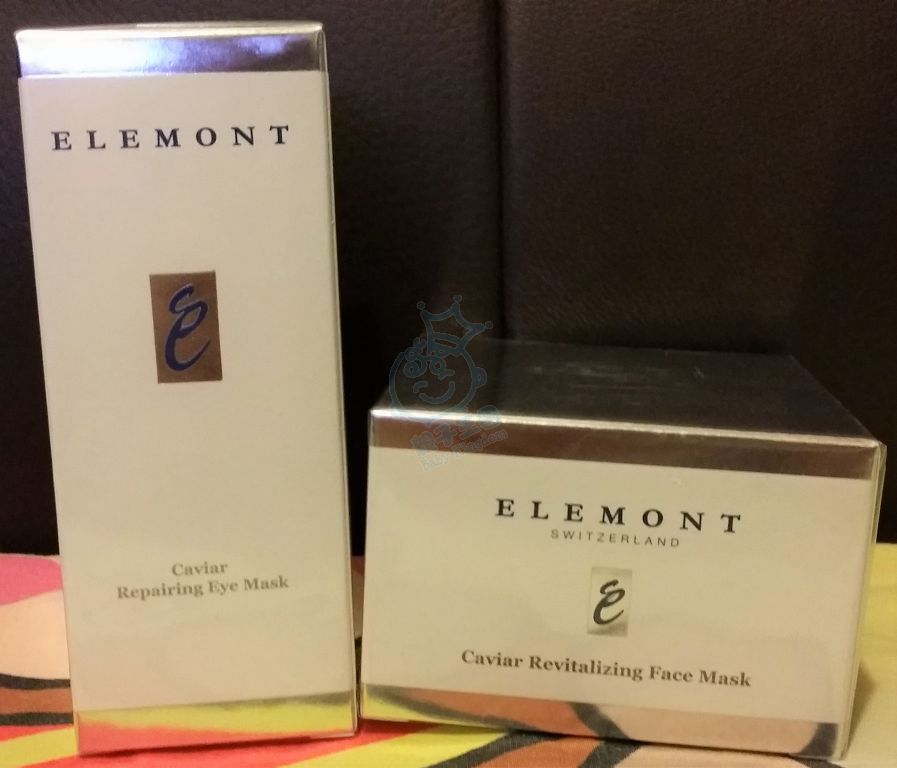 ELEMONT
Caviar
Repairing Eye Mask
ELEMONT
SWITZERLAND
Caviar Revitalizing Face Mask